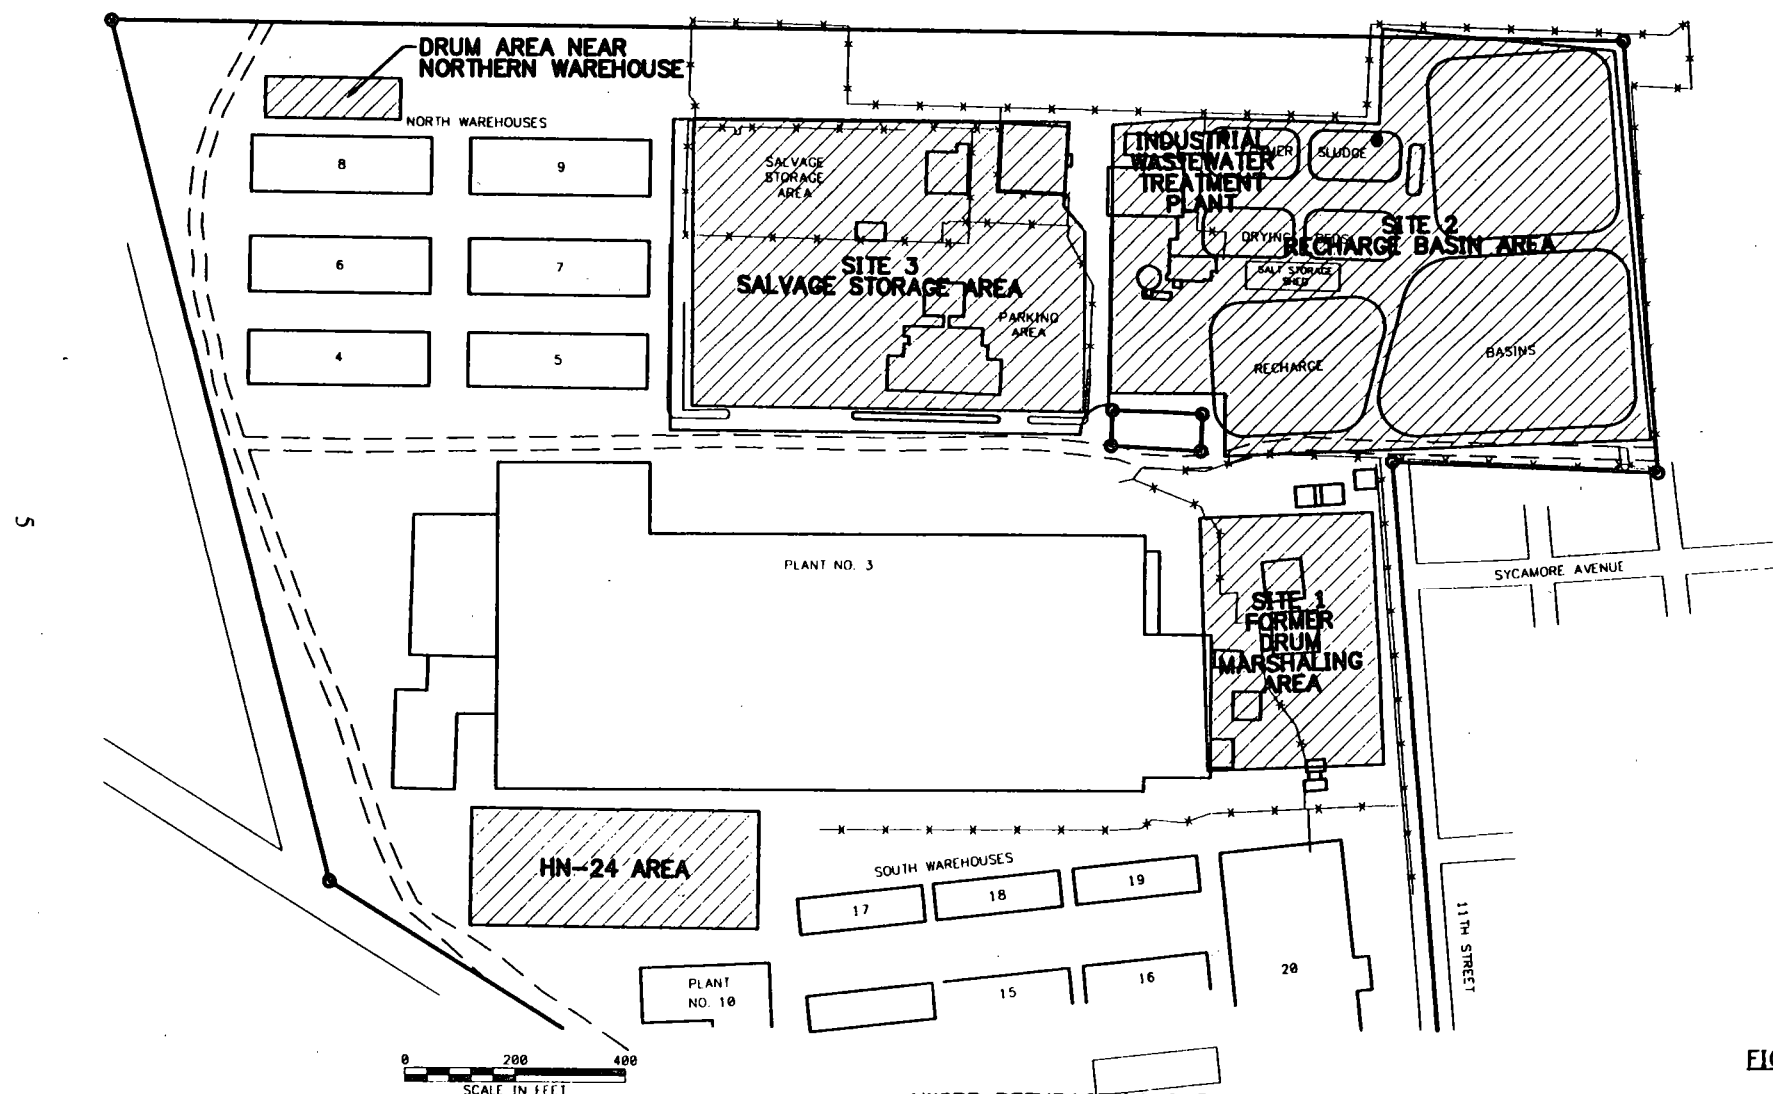 DRUM AREA NEAR
NORTHERN WAREHOUSE
NORTH WAREHOUSES
8
9
6
7
4
5
SALVAGE
STORAGE
AREA
SITE 3
SALVAGE STORAGE AREA
PARKING
AREA
INDUSTRIAL
WASTEWATER
TREATMENT
PLANT
SLUDGE
DRYING BEDS
SITE 2
RECHARGE BASIN AREA
SALT STORAGE
SHED
RECHARGE
BASINS
5
PLANT NO. 3
SITE 1
FORMER
DRUM
MARSHALING
AREA
SYCAMORE AVENUE
HN-24 AREA
SOUTH WAREHOUSES
17
18
19
20
15
16
PLANT
NO. 10
11TH STREET
0 200 400
SCALE IN FEET